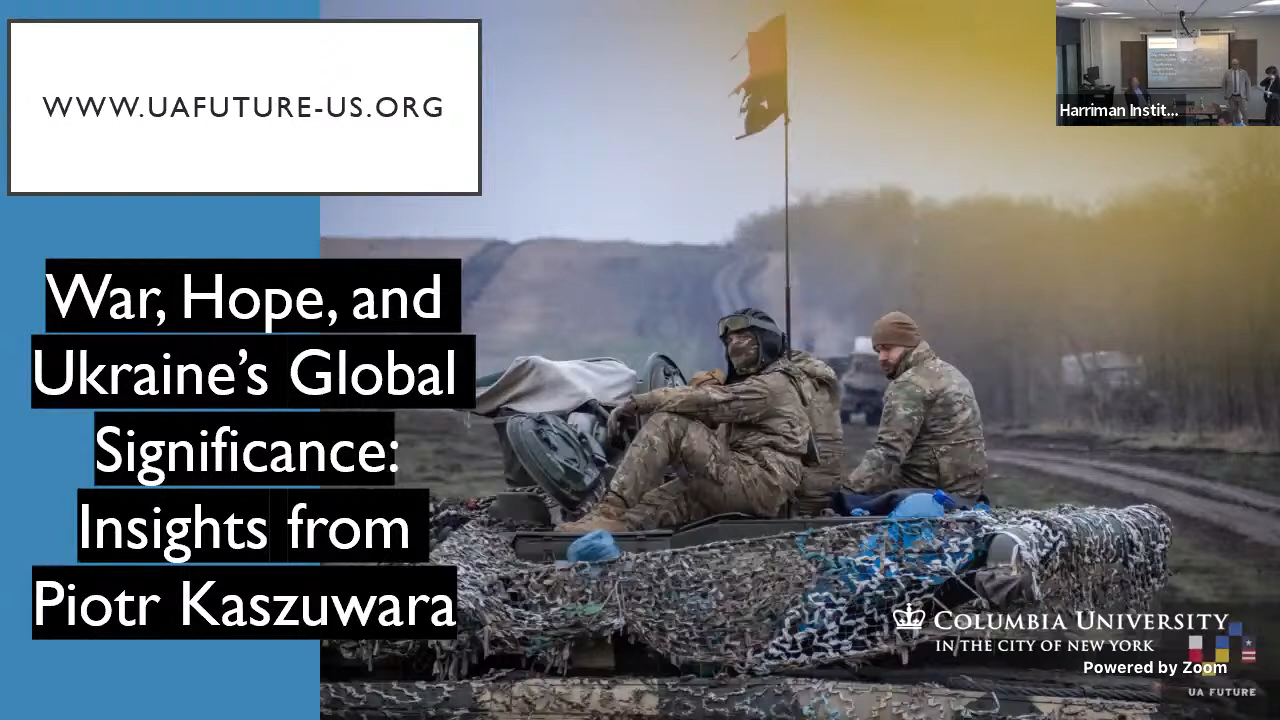 WWW.UAFUTURE-US.ORG
Harriman Instit...
War, Hope, and
Ukraine's Global
Significance:
Insights from
Piotr Kaszuwara
COLUMBIA UNIVERSITY
IN THE CITY OF NEW YORK
Powered by Zoom
UA FUTURE